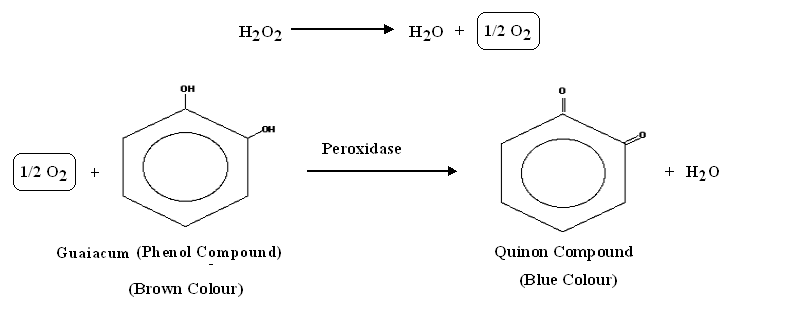 H2O2 H2O + 1/2 O2
OH
OH
O
O
Peroxidase
1/2 O2 + + H2O
Guaiacum (Phenol Compound)
Quinon Compound
(Brown Colour)
(Blue Colour)